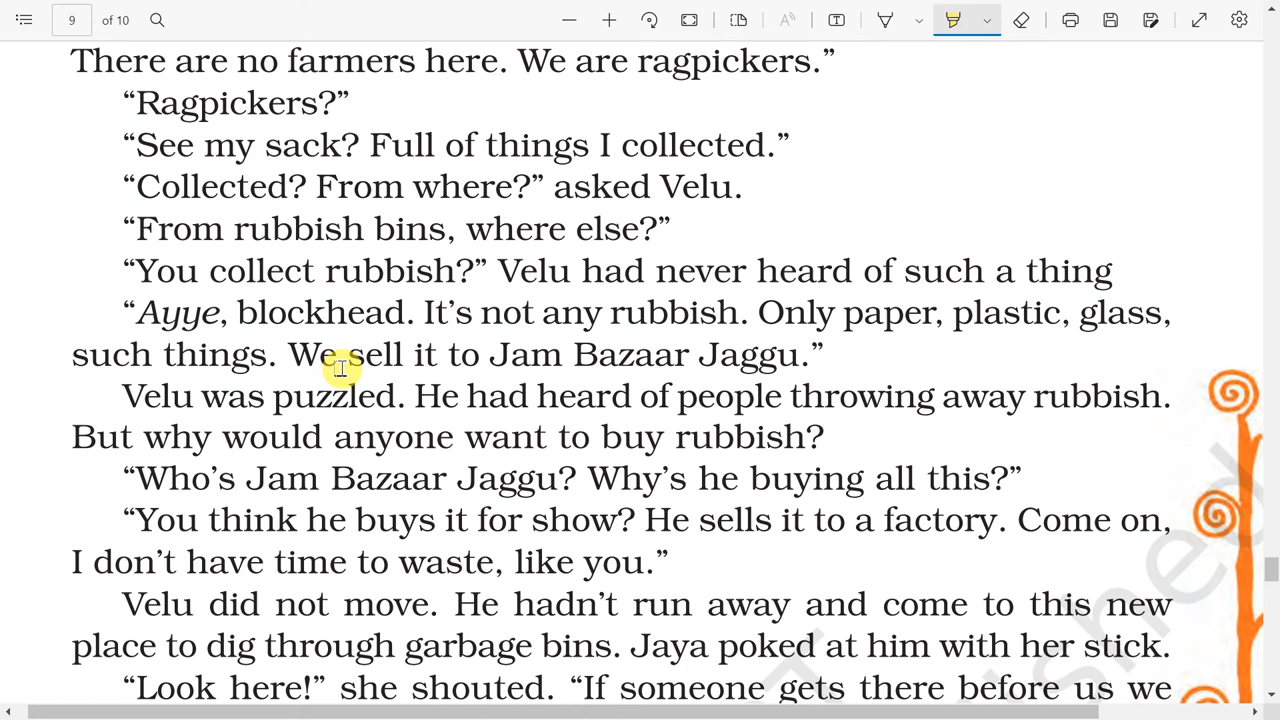 9 of 10
There are no farmers here. We are ragpickers.”
“Ragpickers?”
“See my sack? Full of things I collected.”
“Collected? From where?” asked Velu.
“From rubbish bins, where else?”
“You collect rubbish?” Velu had never heard of such a thing
“Ayye, blockhead. It’s not any rubbish. Only paper, plastic, glass,
such things. We sell it to Jam Bazaar Jaggu.”
Velu was puzzled. He had heard of people throwing away rubbish.
But why would anyone want to buy rubbish?
“Who’s Jam Bazaar Jaggu? Why’s he buying all this?”
“You think he buys it for show? He sells it to a factory. Come on,
I don’t have time to waste, like you.”
Velu did not move. He hadn’t run away and come to this new
place to dig through garbage bins. Jaya poked at him with her stick.
“Look here!” she shouted. “If someone gets there before us we